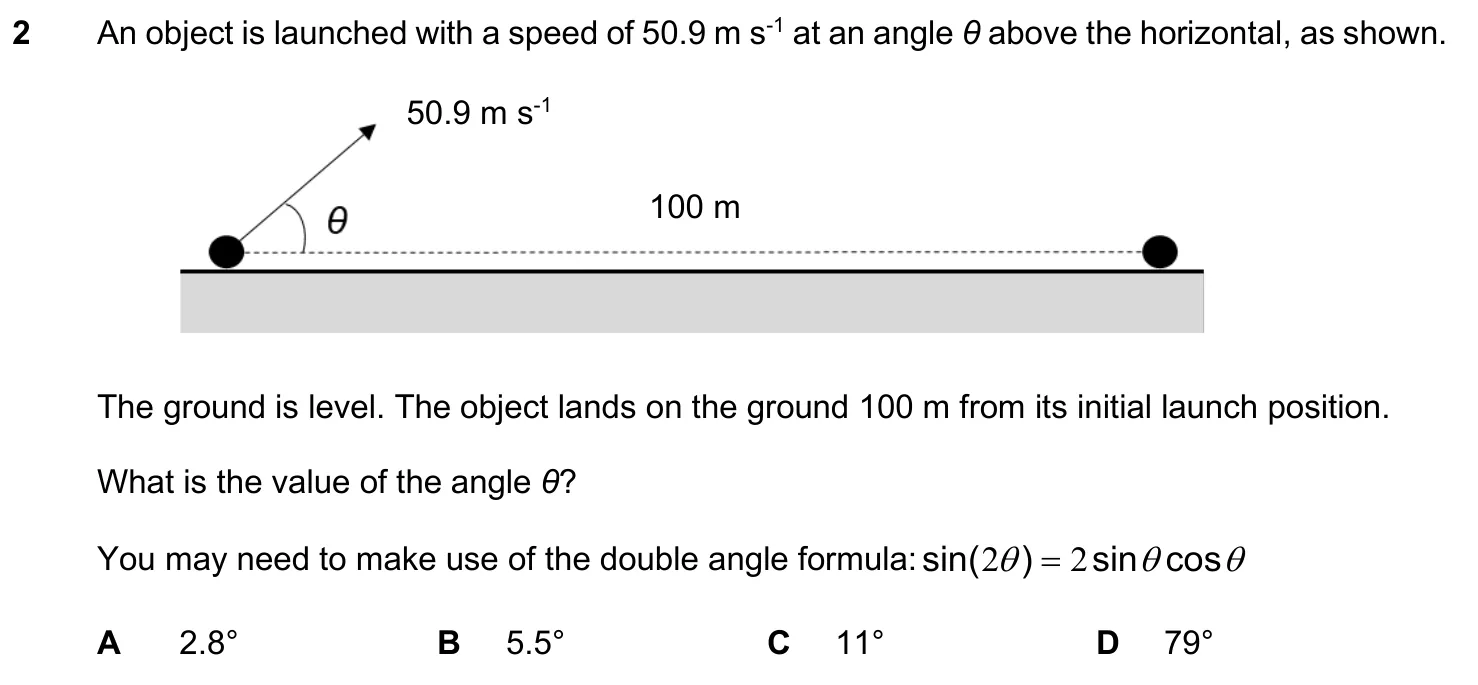 2 An object is launched with a speed of 50.9 m s⁻¹ at an angle θ above the horizontal, as shown.
50.9 m s⁻¹
100 m
θ
The ground is level. The object lands on the ground 100 m from its initial launch position.
What is the value of the angle θ?
You may need to make use of the double angle formula: sin(2θ) = 2 sinθ cosθ
A 2.8° B 5.5° C 11° D 79°